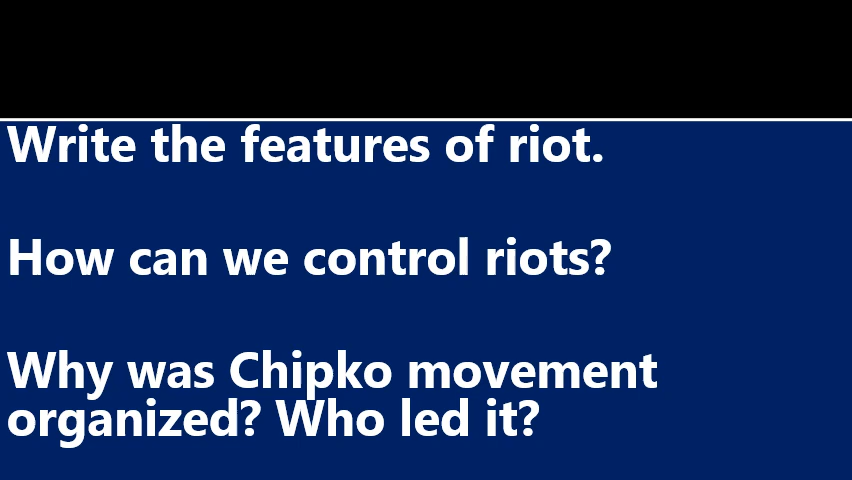 Write the features of riot.
How can we control riots?
Why was Chipko movement
organized? Who led it?